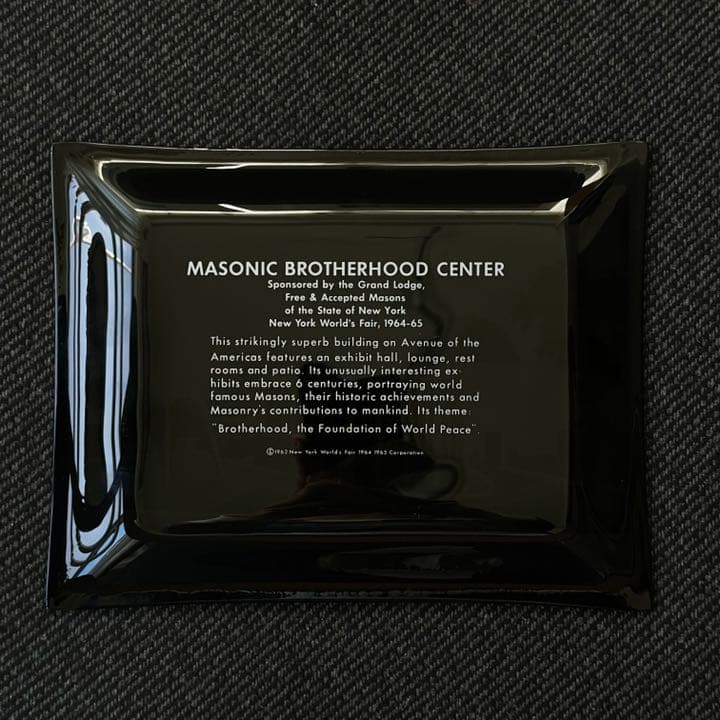 MASONIC BROTHERHOOD CENTER
Sponsored by the Grand Lodge,
Free & Accepted Masons
of the State of New York
New York World's Fair, 1964-65
This strikingly superb building on Avenue of the
Americas features an exhibit hall, lounge, rest
rooms and patio. Its unusually interesting ex-
hibits embrace 6 centuries, portraying world
famous Masons, their historic achievements and
Masonry's contributions to mankind. Its theme:
"Brotherhood, the Foundation of World Peace".
©1962 New York World's Fair 1964 1965 Corporation